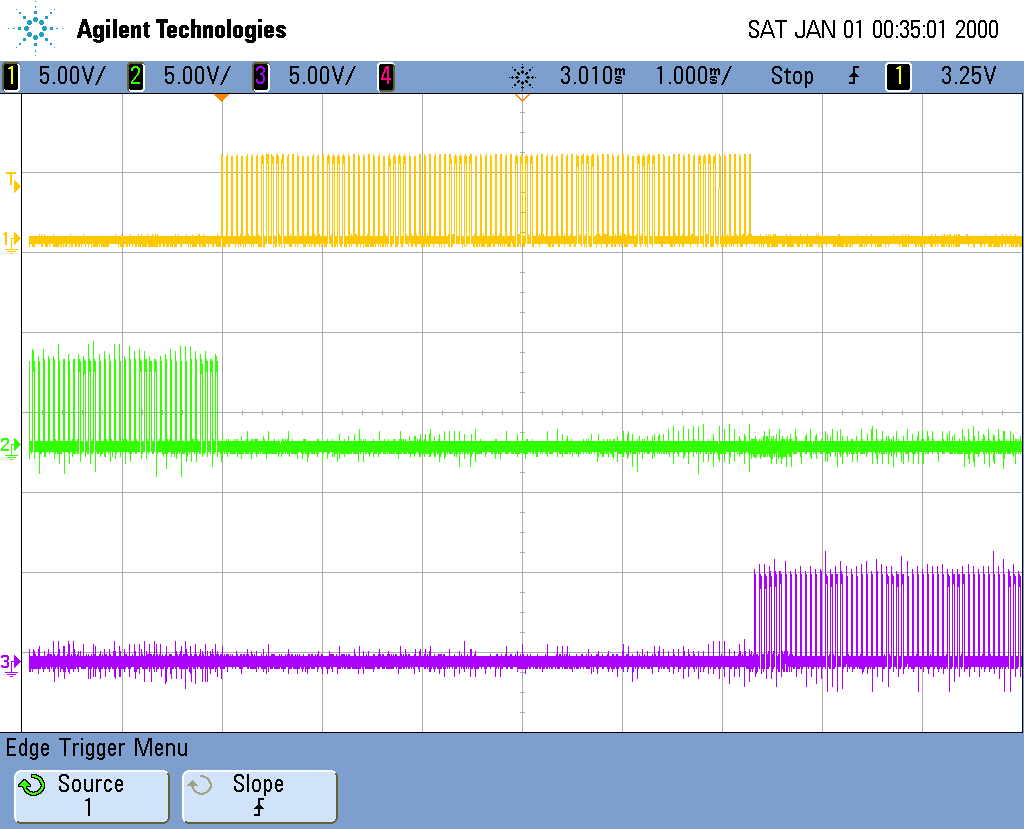 Agilent Technologies
SAT JAN 01 00:35:01 2000
1 5.00V/ 2 5.00V/ 3 5.00V/ 4 3.010ms 1.000ms/ Stop 1 3.25V
T
1
2
3
Edge Trigger Menu
Source
1
Slope